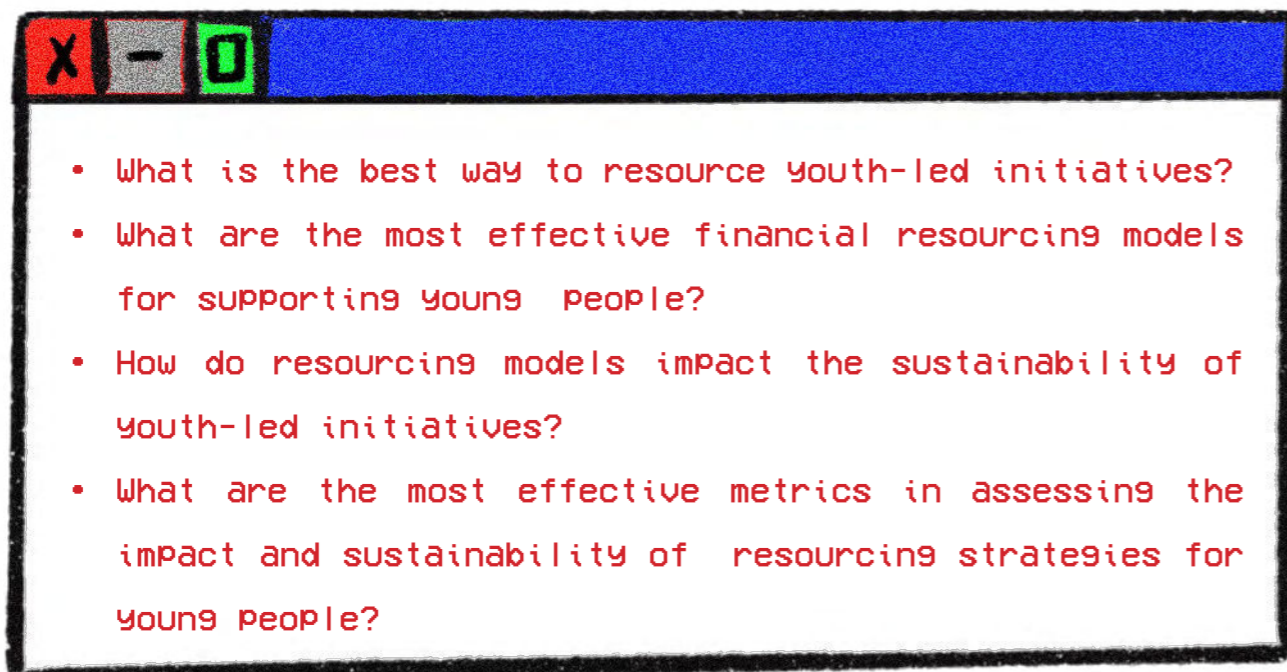 X - O
• What is the best way to resource youth-led initiatives?
• What are the most effective financial resourcing models
for supporting young people?
• How do resourcing models impact the sustainability of
youth-led initiatives?
• What are the most effective metrics in assessing the
impact and sustainability of resourcing strategies for
young people?